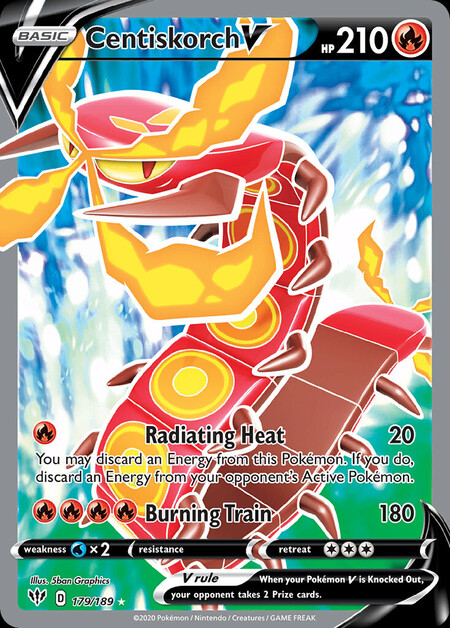 BASIC Centiskorch V HP 210
Radiating Heat 20
You may discard an Energy from this Pokémon. If you do,
discard an Energy from your opponent's Active Pokémon.
Burning Train 180
weakness ×2 resistance retreat
Illus. 5ban Graphics
V rule When your Pokémon V is Knocked Out,
your opponent takes 2 Prize cards.
D 179/189
©2020 Pokémon / Nintendo / Creatures / GAME FREAK